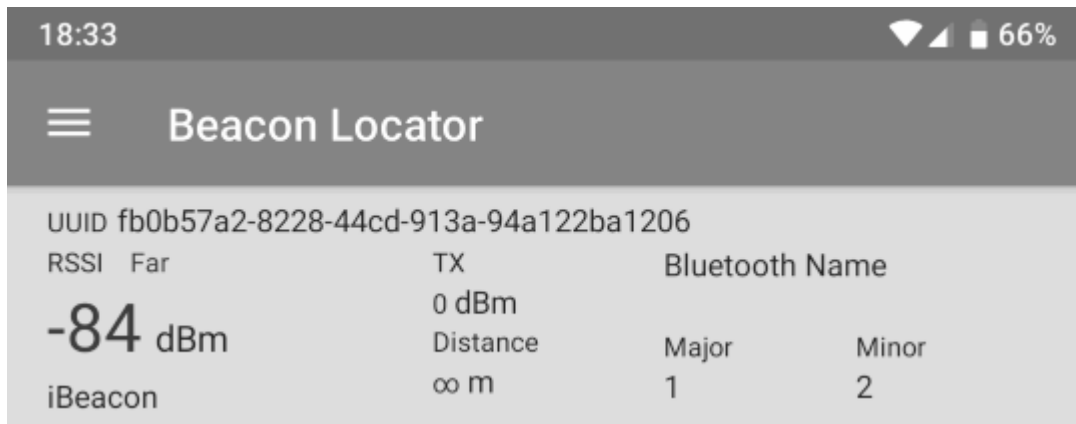 18:33 66%
Beacon Locator
UUID fb0b57a2-8228-44cd-913a-94a122ba1206
RSSI Far TX Bluetooth Name
0 dBm
-84 dBm Distance Major Minor
iBeacon ∞ m 1 2